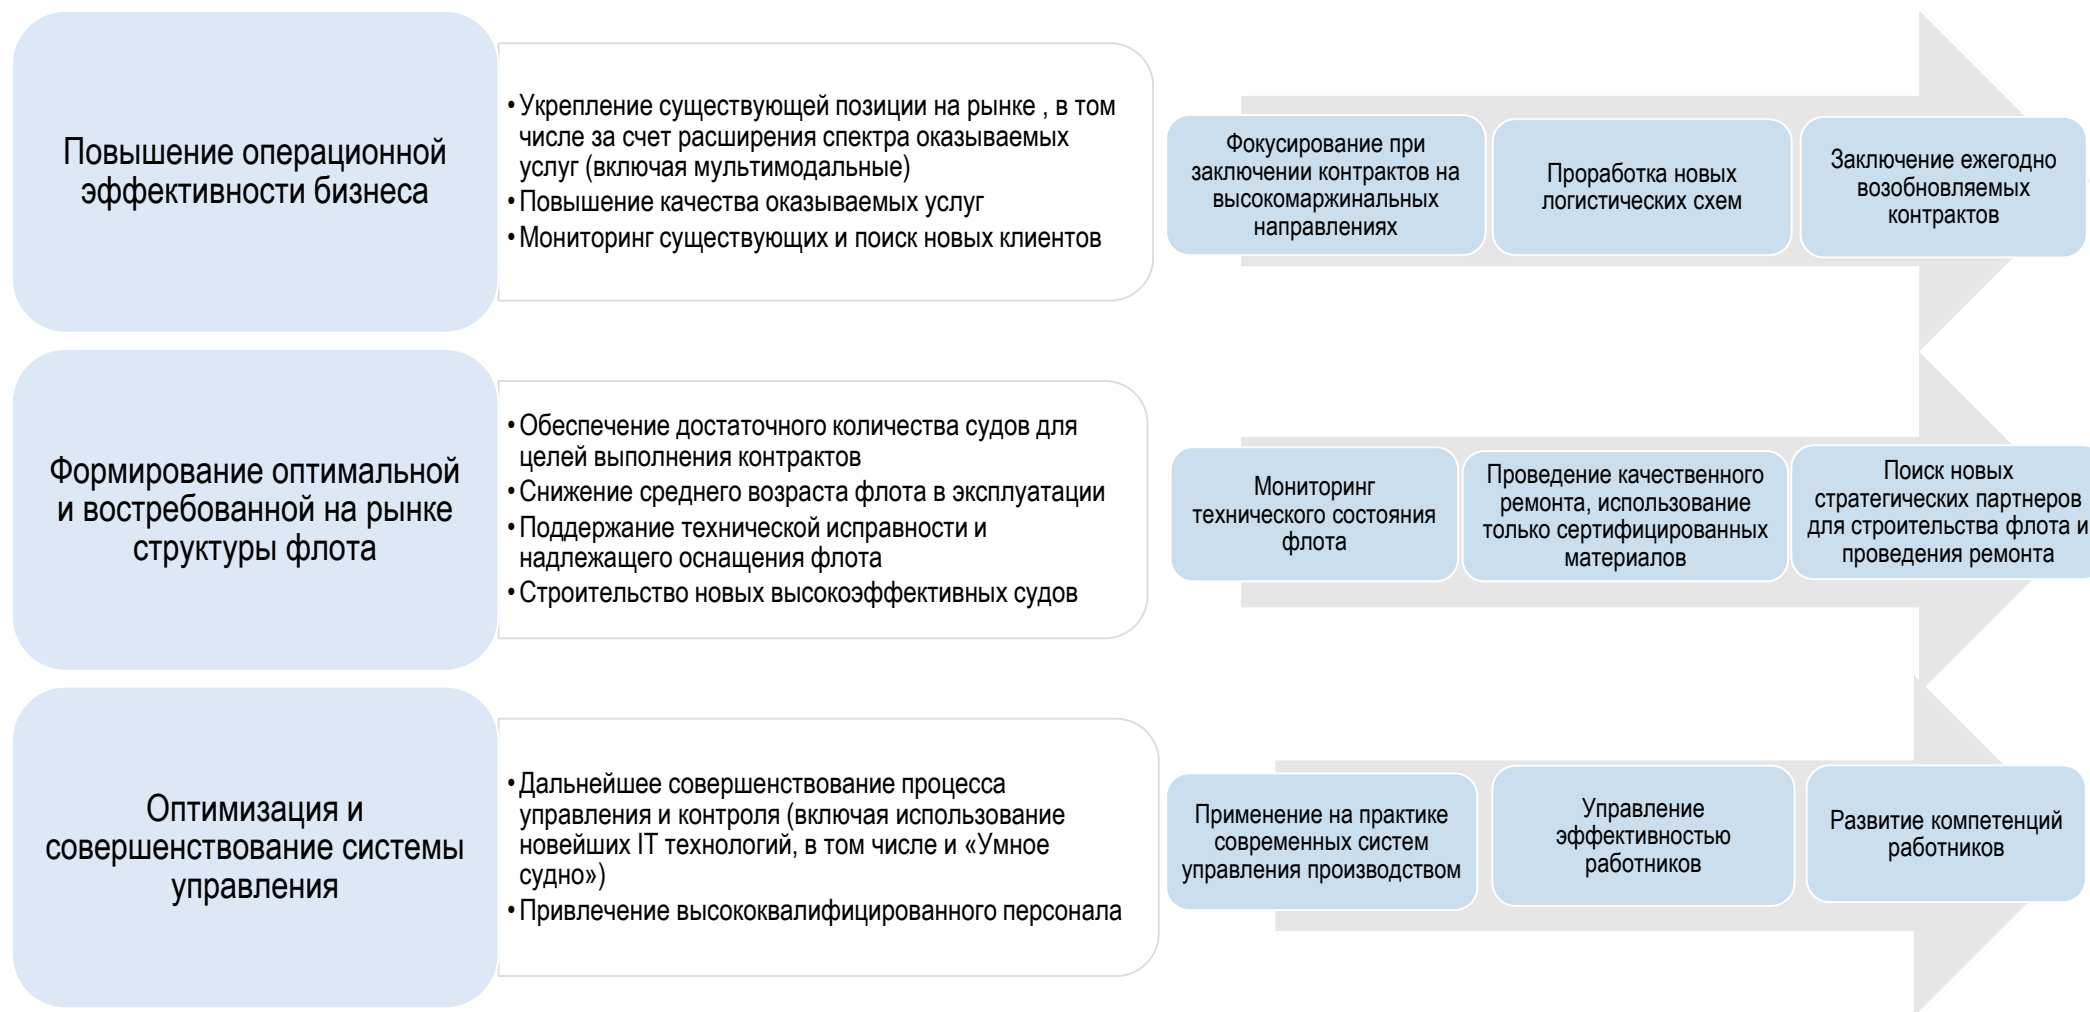 Повышение операционной
эффективности бизнеса
• Укрепление существующей позиции на рынке , в том
числе за счет расширения спектра оказываемых
услуг (включая мультимодальные)
• Повышение качества оказываемых услуг
• Мониторинг существующих и поиск новых клиентов
Фокусирование при
заключении контрактов на
высокомаржинальных
направлениях
Проработка новых
логистических схем
Заключение ежегодно
возобновляемых
контрактов
Формирование оптимальной
и востребованной на рынке
структуры флота
• Обеспечение достаточного количества судов для
целей выполнения контрактов
• Снижение среднего возраста флота в эксплуатации
• Поддержание технической исправности и
надлежащего оснащения флота
• Строительство новых высокоэффективных судов
Мониторинг
технического состояния
флота
Проведение качественного
ремонта, использование
только сертифицированных
материалов
Поиск новых
стратегических партнеров
для строительства флота и
проведения ремонта
Оптимизация и
совершенствование системы
управления
• Дальнейшее совершенствование процесса
управления и контроля (включая использование
новейших IT технологий, в том числе и «Умное
судно»)
• Привлечение высококвалифицированного персонала
Применение на практике
современных систем
управления производством
Управление
эффективностью
работников
Развитие компетенций
работников